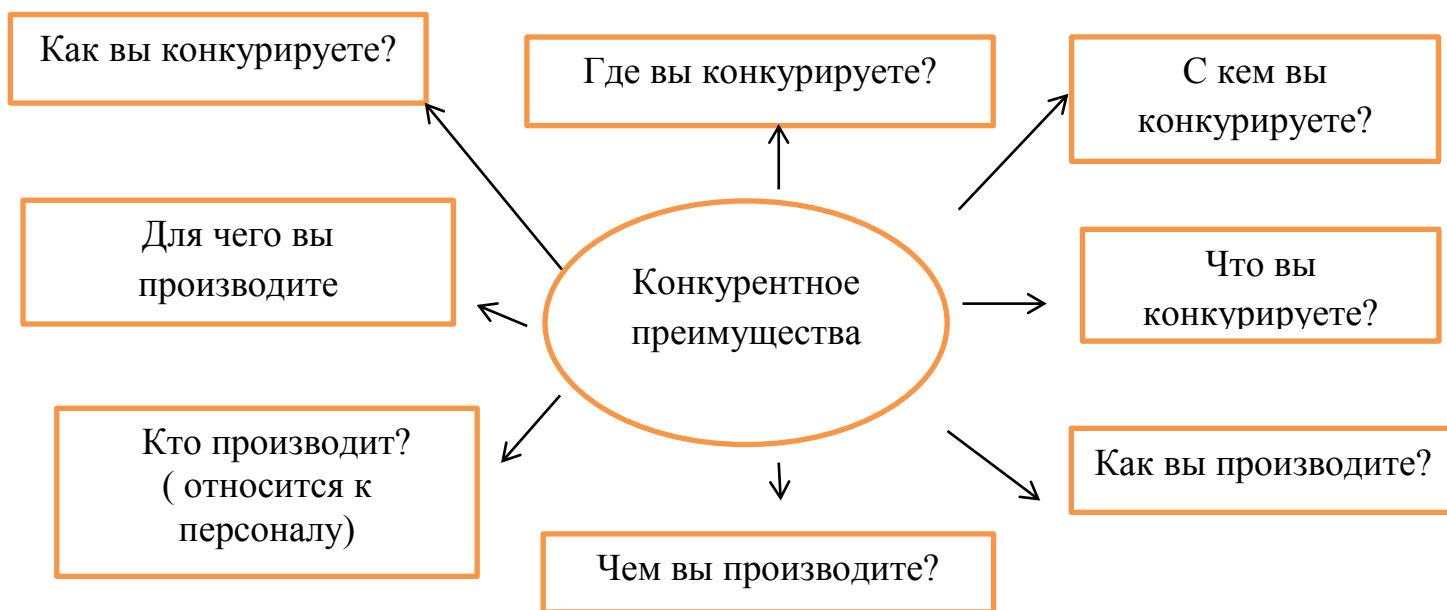 Как вы конкурируете?
Где вы конкурируете?
С кем вы
конкурируете?
Для чего вы
производите
Конкурентное
преимущества
Что вы
конкурируете?
Кто производит?
( относится к
персоналу)
Как вы производите?
Чем вы производите?